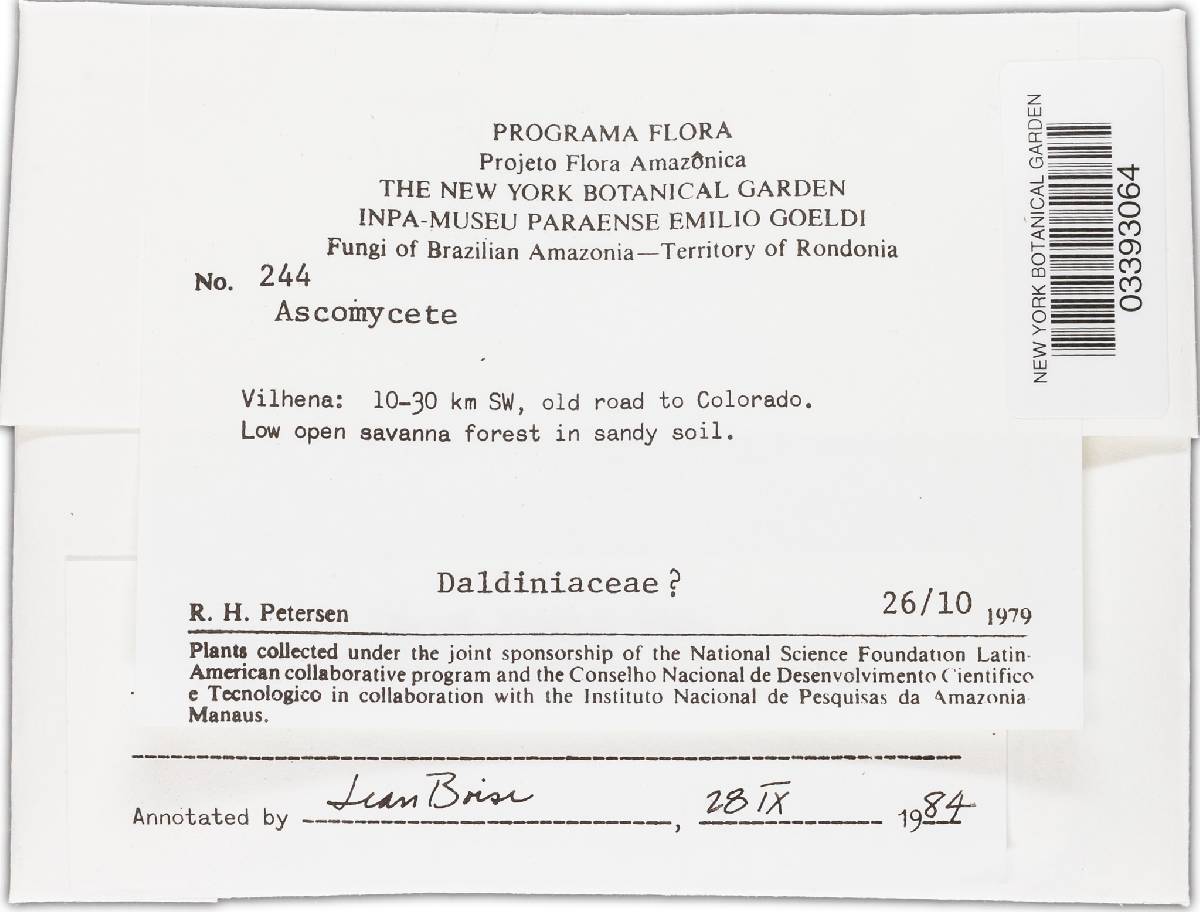 PROGRAMA FLORA
Projeto Flora Amazônica
THE NEW YORK BOTANICAL GARDEN
INPA-MUSEU PARAENSE EMILIO GOELDI
Fungi of Brazilian Amazonia—Territory of Rondonia
No. 244
Ascomycete
Vilhena: 10-30 km SW, old road to Colorado.
Low open savanna forest in sandy soil.
Daldiniaceae?
R. H. Petersen 26/10 1979
Plants collected under the joint sponsorship of the National Science Foundation Latin-
American collaborative program and the Conselho Nacional de Desenvolvimento Cientifico
e Tecnologico in collaboration with the Instituto Nacional de Pesquisas da Amazonia
Manaus.
Annotated by Jean Boise, 28 IX 1984
NEW YORK BOTANICAL GARDEN
03393064